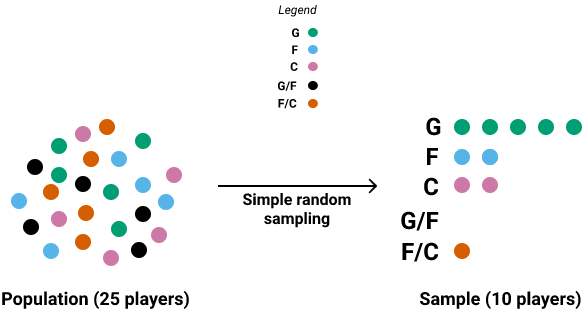 Legend
G
F
C
G/F
F/C
G
F
C
G/F
F/C
Simple random
sampling
Population (25 players)
Sample (10 players)